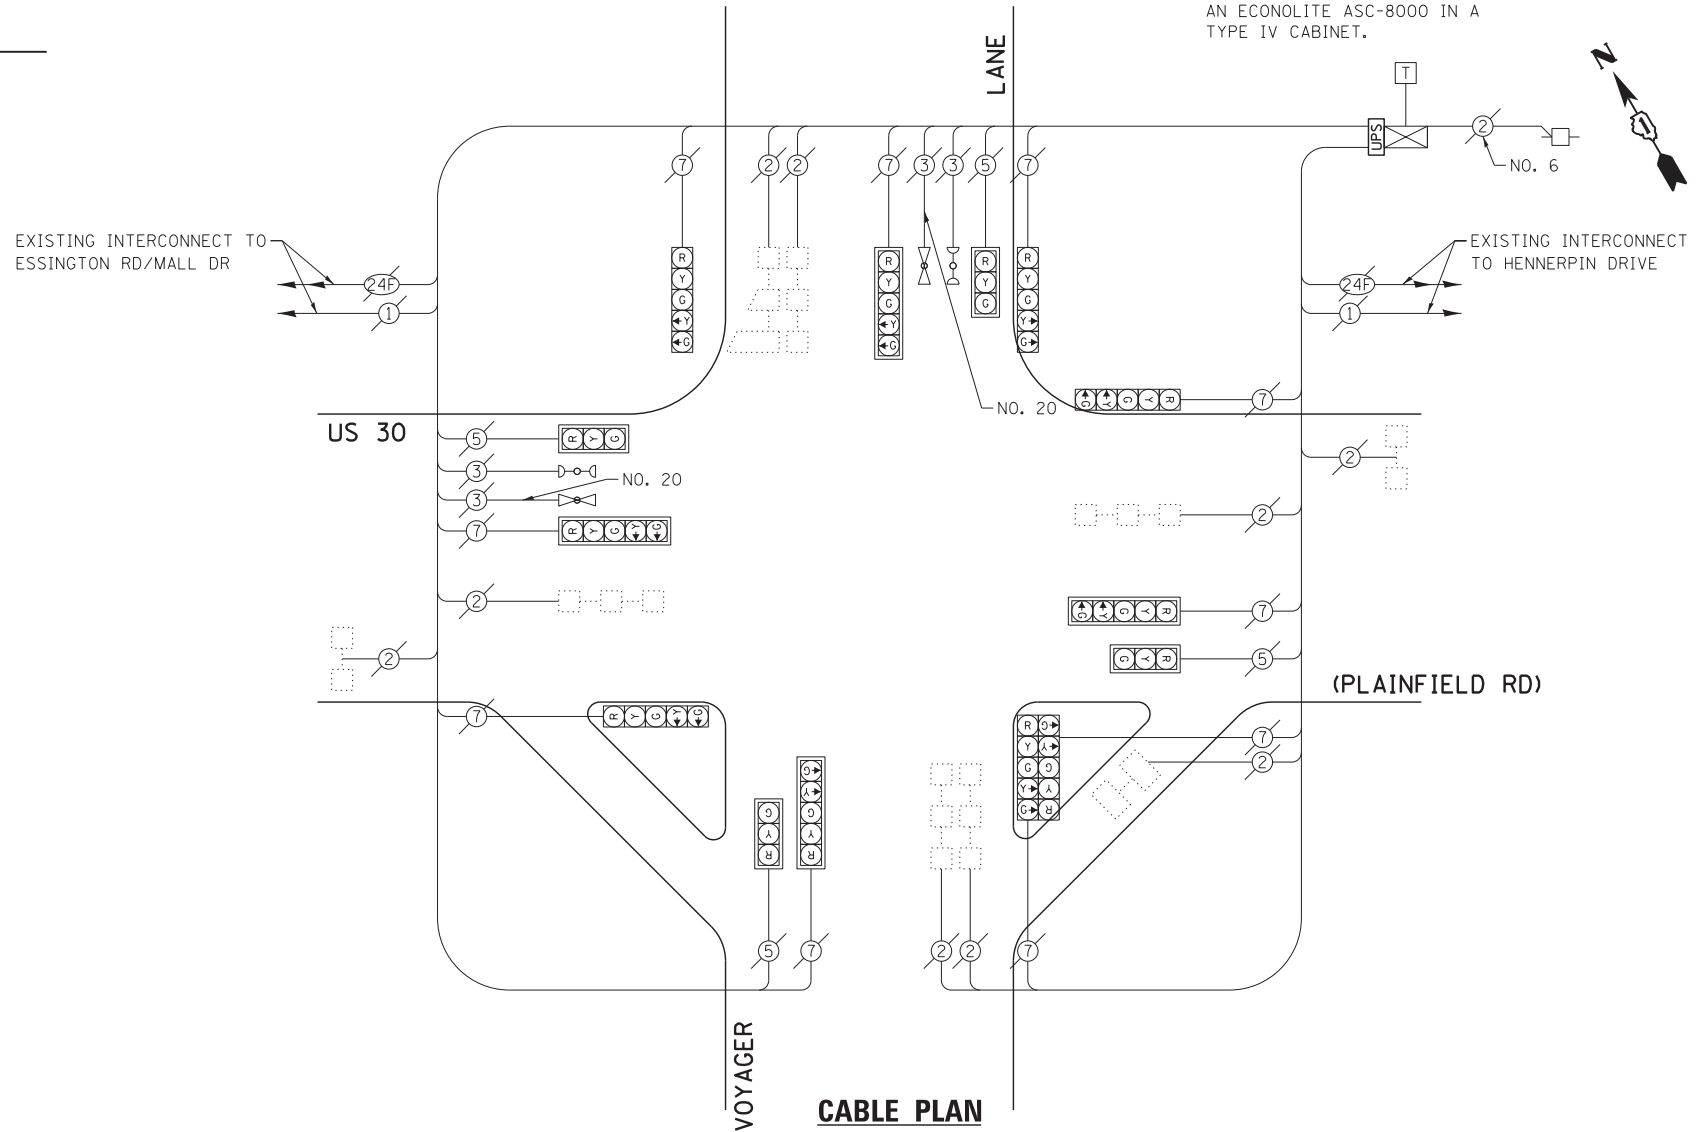 AN ECONOLITE ASC-8000 IN A
TYPE IV CABINET.
LANE
N
1
T
UPS
2
NO. 6
7
2
2
7
3
3
5
7
EXISTING INTERCONNECT TO
ESSINGTON RD/MALL DR
24F
1
EXISTING INTERCONNECT
TO HENNERPIN DRIVE
24F
1
R
Y
G
Y
G
R
Y
G
Y
G
R
Y
G
R
Y
G
Y
G
NO. 20
G Y G Y R
7
US 30
5
R Y G
3
3
NO. 20
7
R Y G Y G
2
2
2
2
G Y G Y R
7
G Y R
5
2
(PLAINFIELD RD)
7
R Y G Y G
R G
Y Y
G G
Y Y
G R
7
2
G
Y
R
G
Y
G
Y
R
5
7
2
2
7
VOYAGER
CABLE PLAN